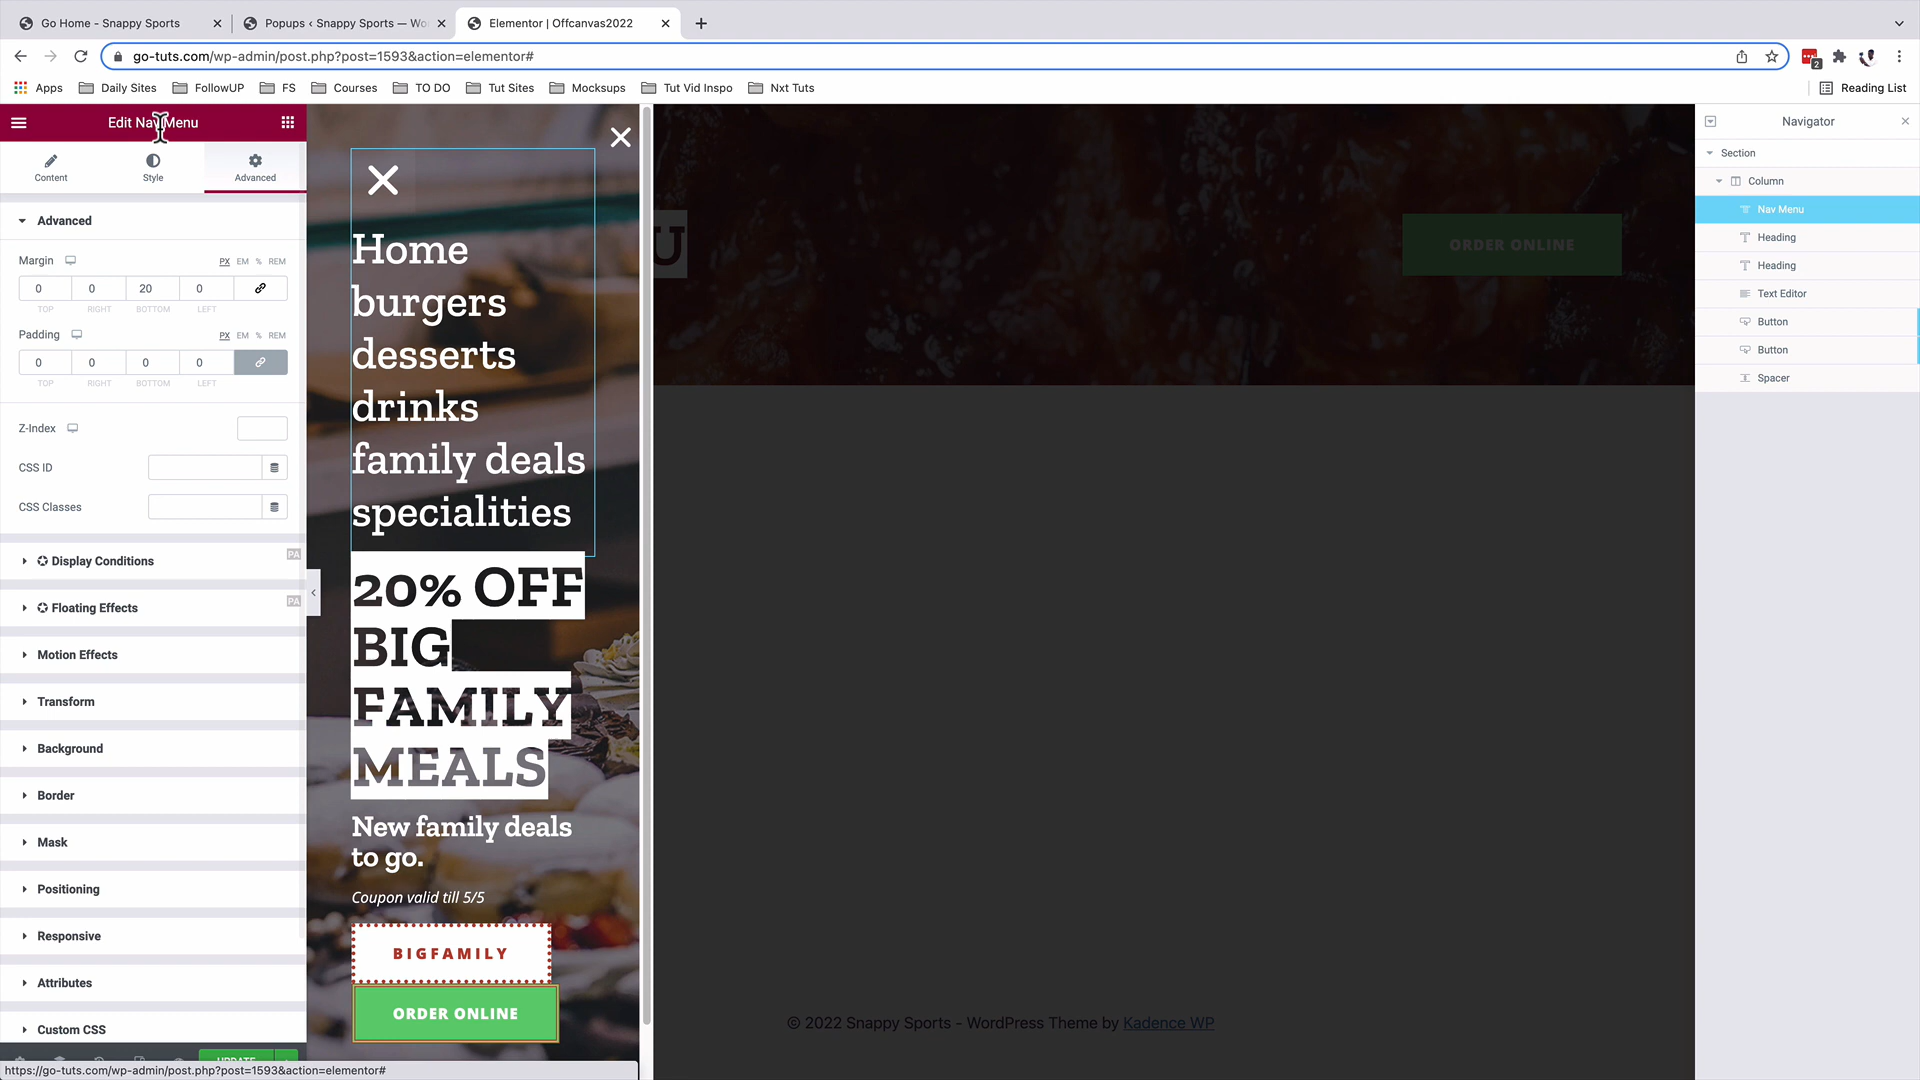 Go Home - Snappy Sports
Popups ‹ Snappy Sports — Wo
Elementor | Offcanvas2022
go-tuts.com/wp-admin/post.php?post=1593&action=elementor#
2
Apps
Daily Sites
FollowUP
FS
Courses
TO DO
Tut Sites
Mockups
Tut Vid Inspo
Nxt Tuts
Reading List
Edit Nav Menu
Content
Style
Advanced
Advanced
Margin
PX EM % REM
0 0 20 0
TOP RIGHT BOTTOM LEFT
Padding
PX EM % REM
0 0 0 0
TOP RIGHT BOTTOM LEFT
Z-Index
CSS ID
CSS Classes
Display Conditions
PA
Floating Effects
PA
Motion Effects
Transform
Background
Border
Mask
Positioning
Responsive
Attributes
Custom CSS
UPDATE
https://go-tuts.com/wp-admin/post.php?post=1593&action=elementor#
Home
burgers
desserts
drinks
family deals
specialities
20% OFF
BIG
FAMILY
MEALS
New family deals
to go.
Coupon valid till 5/5
BIGFAMILY
ORDER ONLINE
U
ORDER ONLINE
© 2022 Snappy Sports - WordPress Theme by Kadence WP
Navigator
Section
Column
Nav Menu
Heading
Heading
Text Editor
Button
Button
Spacer